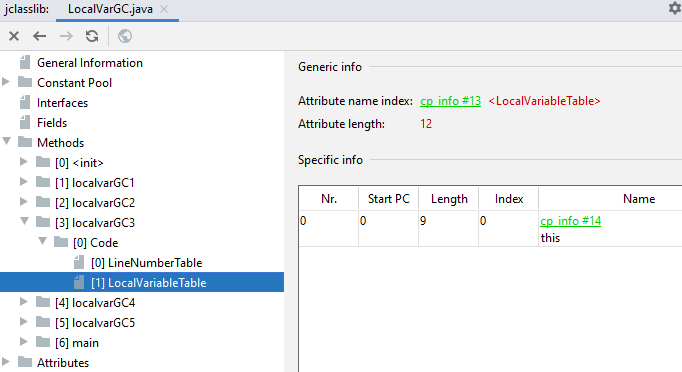 jclasslib: LocalVarGC.java
General Information
Constant Pool
Interfaces
Fields
Methods
[0] <init>
[1] localvarGC1
[2] localvarGC2
[3] localvarGC3
[0] Code
[0] LineNumberTable
[1] LocalVariableTable
[4] localvarGC4
[5] localvarGC5
[6] main
Attributes
Generic info
Attribute name index: cp_info #13 <LocalVariableTable>
Attribute length: 12
Specific info
Nr. Start PC Length Index Name
0 0 9 0 cp_info #14
this